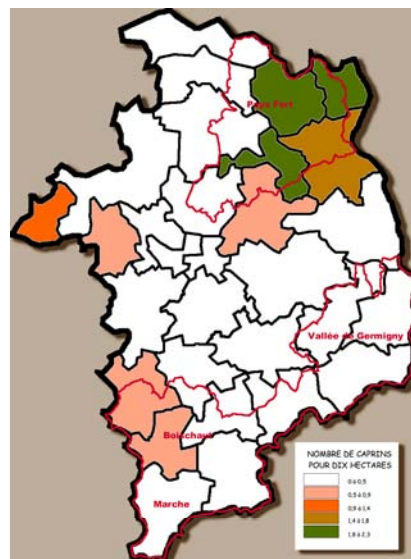 Pays Fort
Vallée de Germigny
Boischaut
Marche
NOMBRE DE CAPRINS
POUR DIX HECTARES
0 à 0,5
0,5 à 0,9
0,9 à 1,4
1,4 à 1,8
1,8 à 2,3